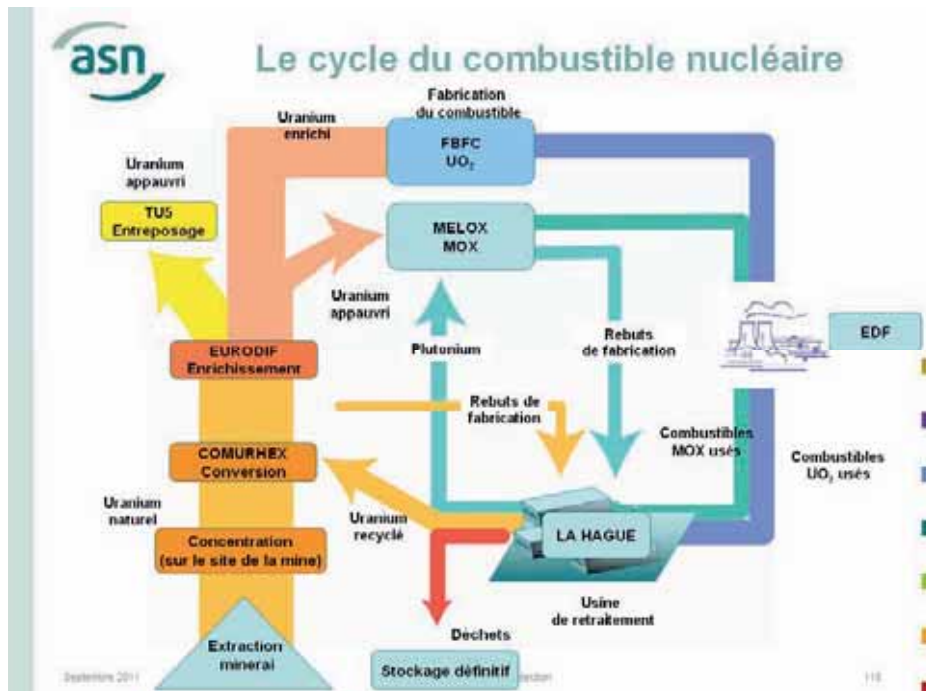 asn
Le cycle du combustible nucléaire
Fabrication
du combustible
Uranium
enrichi
FBFC
UO₂
Uranium
appauvri
TU5
Entreposage
MELOX
MOX
Uranium
appauvri
EDF
Rebuts
de fabrication
Plutonium
EURODIF
Enrichissement
Rebuts de
fabrication
Combustibles
MOX usés
Combustibles
UO₂ usés
COMURHEX
Conversion
Uranium
naturel
Uranium
recyclé
Concentration
(sur le site de la mine)
LA HAGUE
Usine
de retraitement
Déchets
Extraction
minerai
Stockage définitif
Septembre 2011